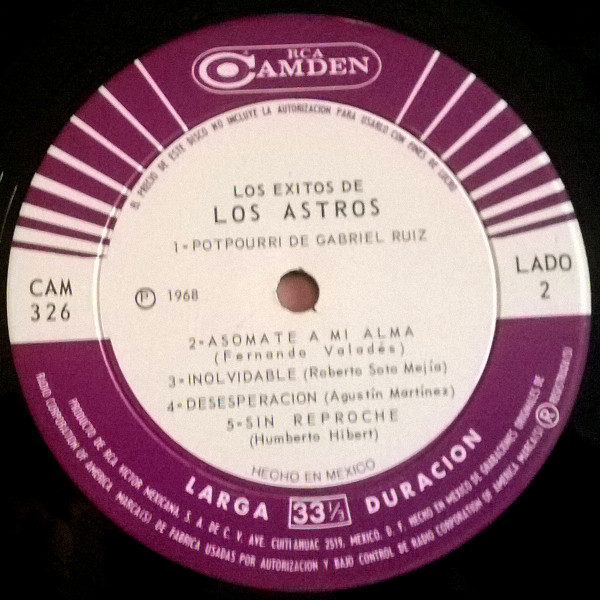 RCA
CAMDEN
EL PRECIO DE ESTE DISCO NO INCLUYE LA AUTORIZACION PARA USARLO CON FINES DE LUCRO
LOS EXITOS DE
LOS ASTROS
1-POTPOURRI DE GABRIEL RUIZ
CAM
326
P 1968
LADO
2
2-ASOMATE A MI ALMA
(Fernando Valadés)
3-INOLVIDABLE (Roberto Soto Mejía)
4-DESESPERACION (Agustín Martínez)
5-SIN REPROCHE
(Humberto Hibert)
HECHO EN MEXICO
LARGA 33⅓ DURACION
PRODUCTO DE RCA VICTOR MEXICANA, S. A. DE C. V. AVE. CUITLAHUAC 2519, MEXICO, D. F. HECHO EN MEXICO DE GRABACIONES ORIGINALES DE
RADIO CORPORATION OF AMERICA MARCA(S) DE FABRICA USADAS POR AUTORIZACION Y BAJO CONTROL DE RADIO CORPORATION OF AMERICA MARCA(S) ® REGISTRADA(S)